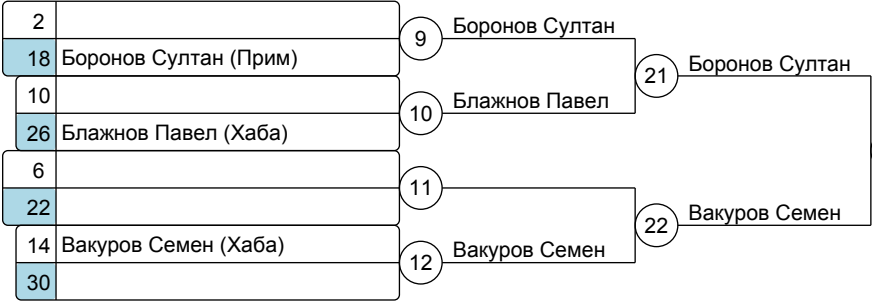 2
18 Боронов Султан (Прим)
9 Боронов Султан
10
26 Блажнов Павел (Хаба)
10 Блажнов Павел
21 Боронов Султан
6
22
11
14 Вакуров Семен (Хаба)
30
12 Вакуров Семен
22 Вакуров Семен